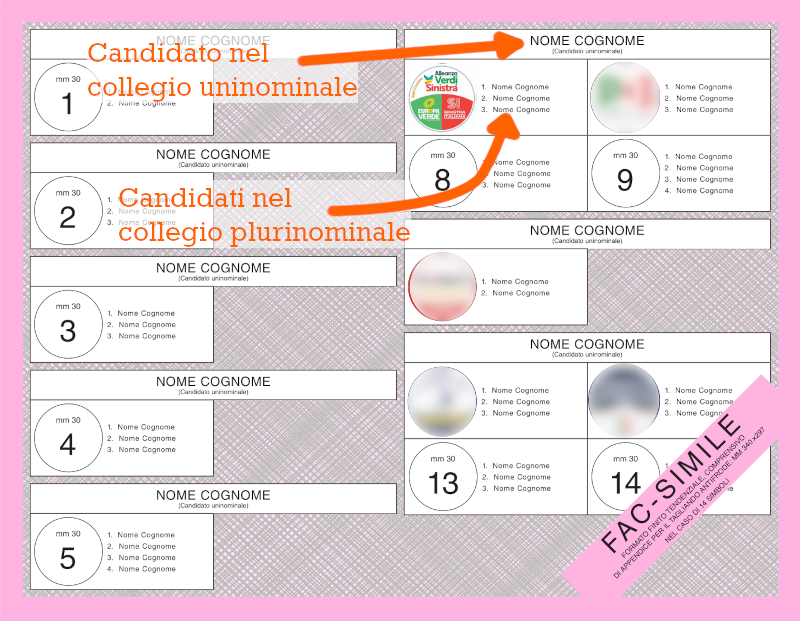 NOME COGNOME
(Candidato uninominale)
Candidato nel
collegio uninominale
mm 30
1
3. Nome Cognome
NOME COGNOME
(Candidato uninominale)
mm 30
2
1. Nome Cognome
2. Nome Cognome
3. Nome Cognome
Candidati nel
collegio plurinominale
NOME COGNOME
(Candidato uninominale)
mm 30
3
1. Nome Cognome
2. Nome Cognome
3. Nome Cognome
NOME COGNOME
(Candidato uninominale)
mm 30
4
1. Nome Cognome
2. Nome Cognome
3. Nome Cognome
NOME COGNOME
(Candidato uninominale)
mm 30
5
1. Nome Cognome
2. Nome Cognome
3. Nome Cognome
4. Nome Cognome
NOME COGNOME
(Candidato uninominale)
Alleanza
Verdi
Sinistra
EUROPA
VERDE
SI
SINISTRA
ITALIANA
1. Nome Cognome
2. Nome Cognome
3. Nome Cognome
1. Nome Cognome
2. Nome Cognome
3. Nome Cognome
mm 30
8
1. Nome Cognome
Nome Cognome
3. Nome Cognome
mm 30
9
1. Nome Cognome
2. Nome Cognome
3. Nome Cognome
4. Nome Cognome
NOME COGNOME
(Candidato uninominale)
1. Nome Cognome
2. Nome Cognome
NOME COGNOME
(Candidato uninominale)
1. Nome Cognome
2. Nome Cognome
3. Nome Cognome
1. Nome Cognome
2. Nome Cognome
3. Nome
mm 30
13
1. Nome Cognome
2. Nome Cognome
3. Nome Cognome
mm 30
14
FAC-SIMILE
FORMATO FINITO TENDENZIALE, COMPRENSIVO
DI APPENDICE PER IL TAGLIANDO ANTIFRODE, MM 340 x297
NEL CASO DI 14 SIMBOLI